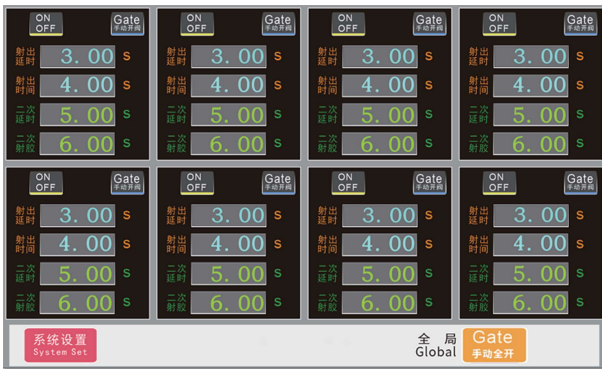 ON
OFF
Gate
手动开阀
ON
OFF
Gate
手动开阀
ON
OFF
Gate
手动开阀
ON
OFF
Gate
手动开阀
射出
延时
3.00 S
射出
延时
3.00 S
射出
延时
3.00 S
射出
延时
3.00 S
射出
时间
4.00 S
射出
时间
4.00 S
射出
时间
4.00 S
射出
时间
4.00 S
二次
延时
5.00 S
二次
延时
5.00 S
二次
延时
5.00 S
二次
延时
5.00 S
二次
射胶
6.00 S
二次
射胶
6.00 S
二次
射胶
6.00 S
二次
射胶
6.00 S
ON
OFF
Gate
手动开阀
ON
OFF
Gate
手动开阀
ON
OFF
Gate
手动开阀
ON
OFF
Gate
手动开阀
射出
延时
3.00 S
射出
延时
3.00 S
射出
延时
3.00 S
射出
延时
3.00 S
射出
时间
4.00 S
射出
时间
4.00 S
射出
时间
4.00 S
射出
时间
4.00 S
二次
延时
5.00 S
二次
延时
5.00 S
二次
延时
5.00 S
二次
延时
5.00 S
二次
射胶
6.00 S
二次
射胶
6.00 S
二次
射胶
6.00 S
二次
射胶
6.00 S
系统设置
System Set
全 局
Global
Gate
手动全开